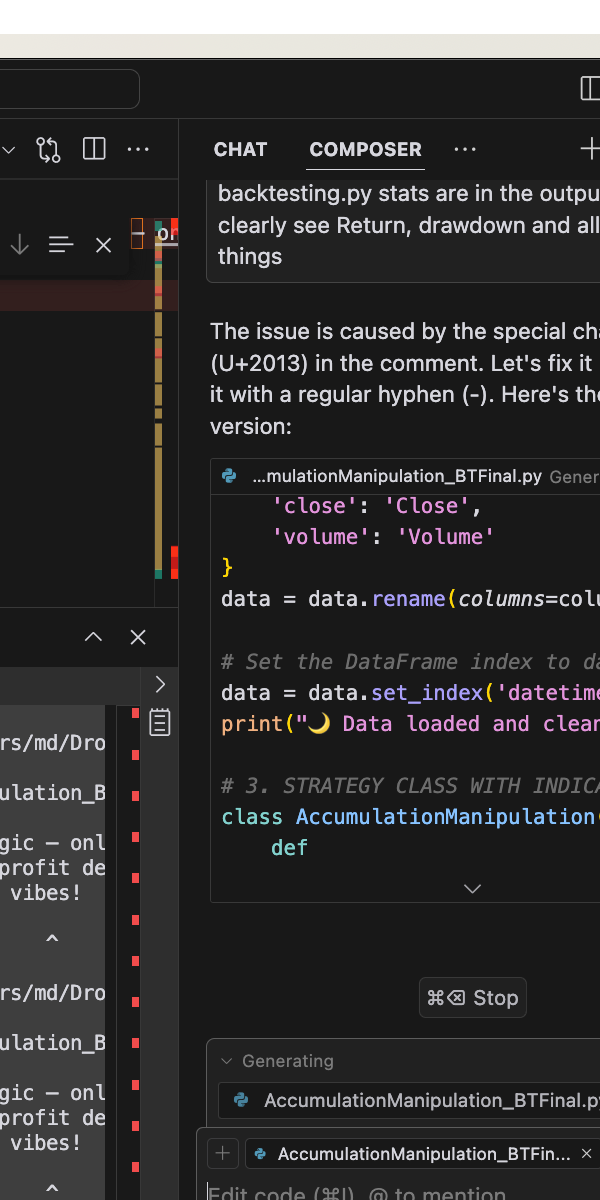 CHAT
COMPOSER
backtesting.py stats are in the outpu
clearly see Return, drawdown and all
things
The issue is caused by the special cha
(U+2013) in the comment. Let's fix it
it with a regular hyphen (-). Here's the
version:
...mulationManipulation_BTFinal.py Gener
'close': 'Close',
'volume': 'Volume'
}
data = data.rename(columns=colu
# Set the DataFrame index to da
data = data.set_index('datetime
print("🌙 Data loaded and clean
# 3. STRATEGY CLASS WITH INDICA
class AccumulationManipulation
def
⌘⌫ Stop
Generating
AccumulationManipulation_BTFinal.py
AccumulationManipulation_BTFin... ×
Edit code (⌘I), @ to mention
– on
rs/md/Dro
ulation_B
gic – onl
profit de
vibes!
^
rs/md/Dro
ulation_B
gic – onl
profit de
vibes!
^